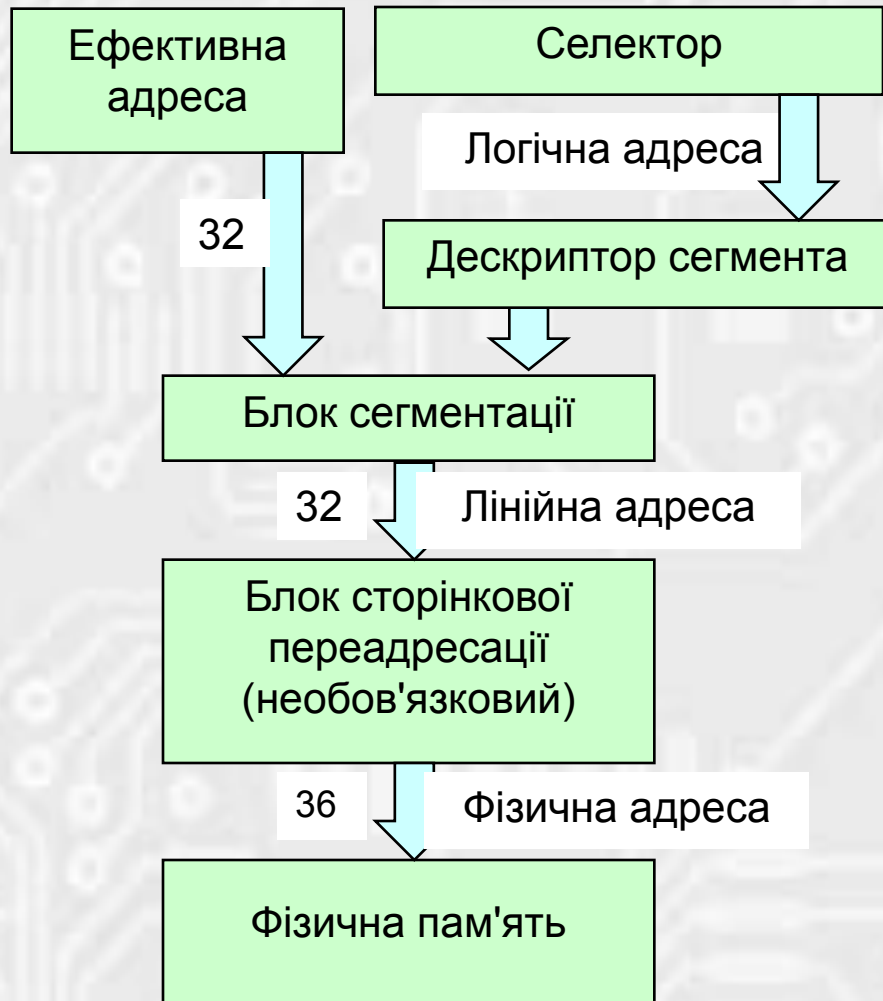 Ефективна
адреса
Селектор
Логічна адреса
32
Дескриптор сегмента
Блок сегментації
32
Лінійна адреса
Блок сторінкової
переадресації
(необов'язковий)
36
Фізична адреса
Фізична пам'ять